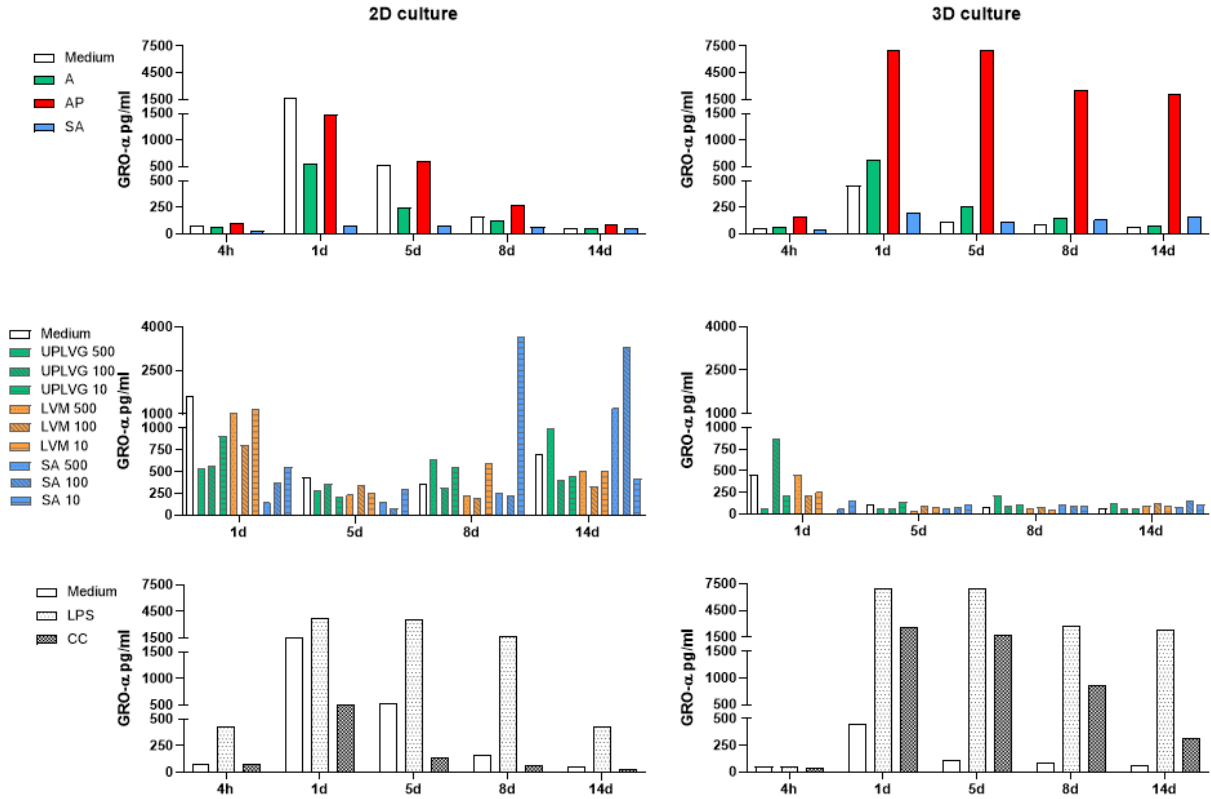 2D culture
3D culture
Medium
A
AP
SA
GRO-α pg/ml
7500
4500
1500
1500
1000
500
500
250
0
4h 1d 5d 8d 14d
GRO-α pg/ml
7500
4500
1500
1500
1000
500
500
250
0
4h 1d 5d 8d 14d
Medium
UPLVG 500
UPLVG 100
UPLVG 10
LVM 500
LVM 100
LVM 10
SA 500
SA 100
SA 10
GRO-α pg/ml
4000
2500
1000
1000
750
500
250
0
1d 5d 8d 14d
GRO-α pg/ml
4000
2500
1000
1000
750
500
250
0
1d 5d 8d 14d
Medium
LPS
CC
GRO-α pg/ml
7500
4500
1500
1500
1000
500
500
250
0
4h 1d 5d 8d 14d
GRO-α pg/ml
7500
4500
1500
1500
1000
500
500
250
0
4h 1d 5d 8d 14d